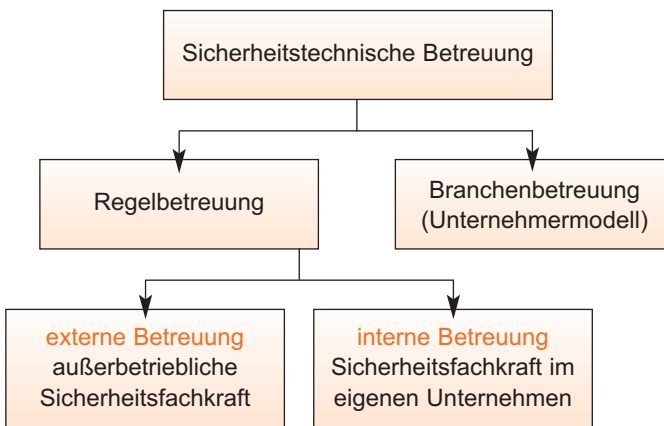 Sicherheitstechnische Betreuung
Regelbetreuung
Branchenbetreuung
(Unternehmermodell)
externe Betreuung
außerbetriebliche
Sicherheitsfachkraft
interne Betreuung
Sicherheitsfachkraft im
eigenen Unternehmen